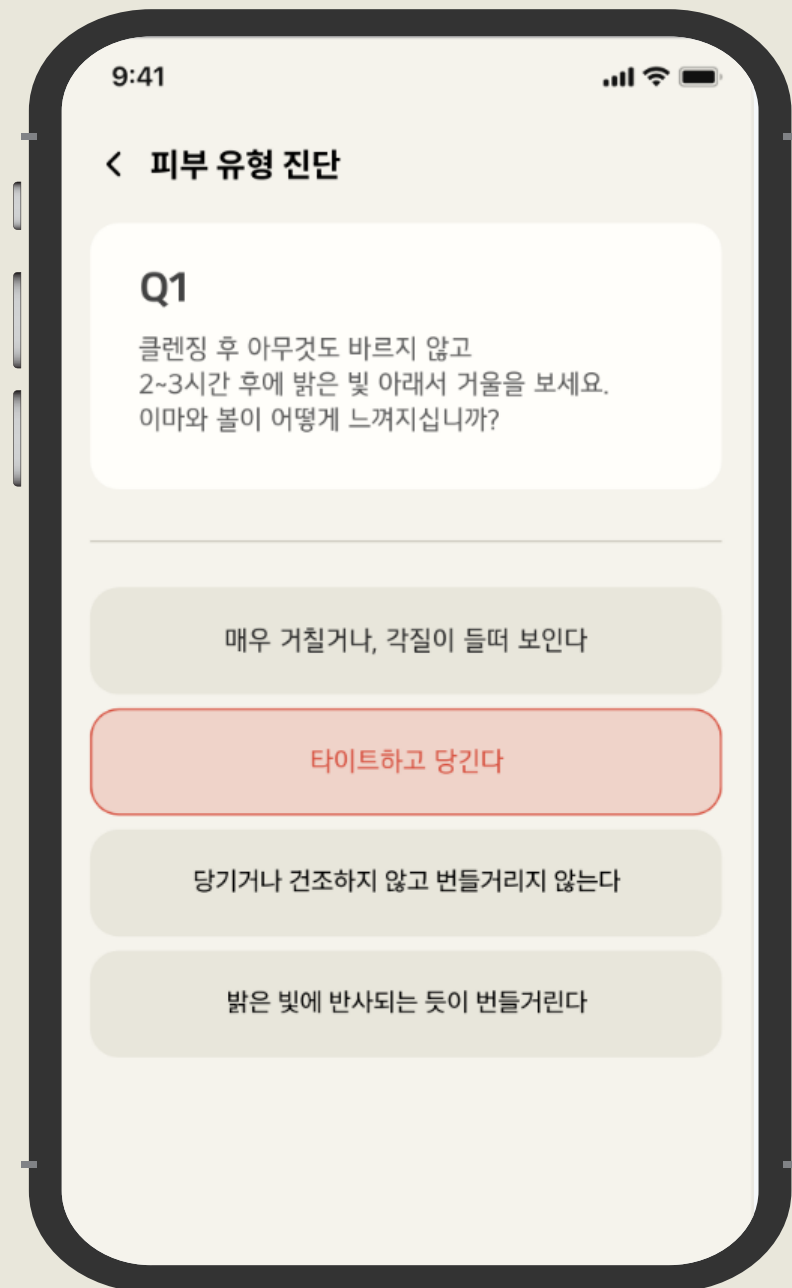 9:41
피부 유형 진단
Q1
클렌징 후 아무것도 바르지 않고
2~3시간 후에 밝은 빛 아래서 거울을 보세요.
이마와 볼이 어떻게 느껴지십니까?
매우 거칠거나, 각질이 들떠 보인다
타이트하고 당긴다
당기거나 건조하지 않고 번들거리지 않는다
밝은 빛에 반사되는 듯이 번들거린다